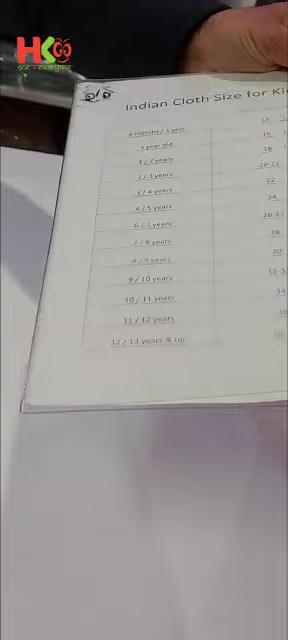 HK
Indian Cloth Size for Ki
6 months / 1 year
14
1 year old
16
1 / 2 years
18
2 / 3 years
20-21
3 / 4 years
22
4 / 5 years
24
6 / 7 years
26-27
7 / 8 years
28
8 / 9 years
30
9 / 10 years
10 / 11 years
34
11 / 12 years
12 / 13 years & up